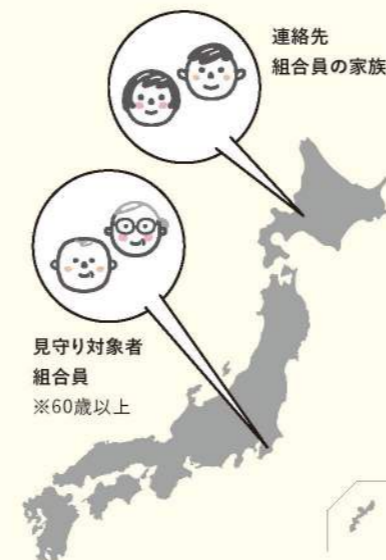 連絡先
組合員の家族
見守り対象者
組合員
※60歳以上